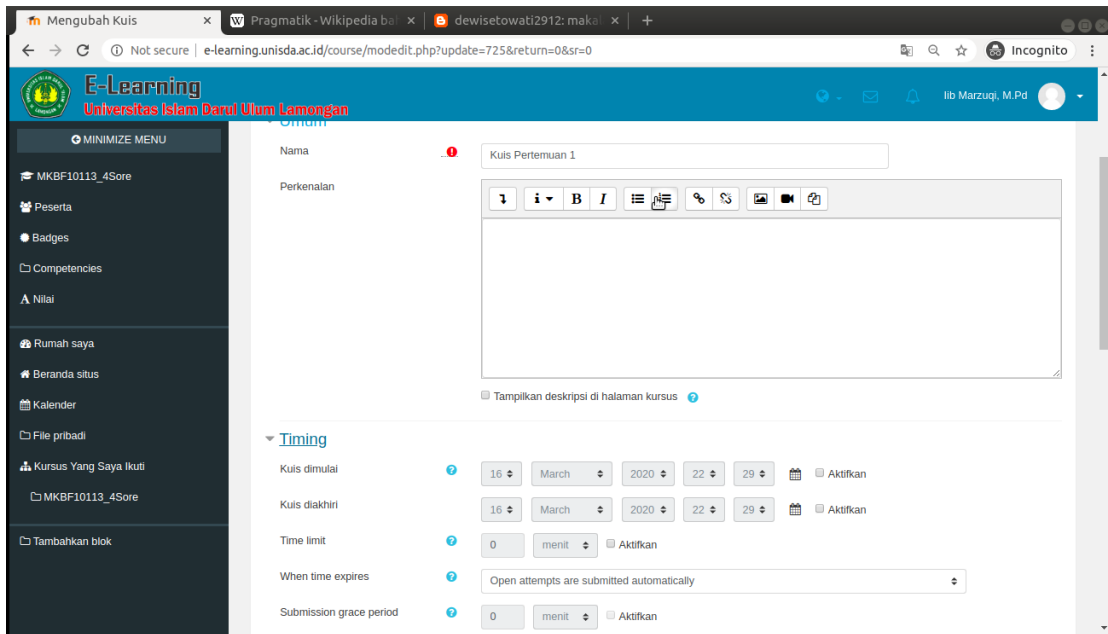 Mengubah Kuis
Pragmatik - Wikipedia ba
dewisetowati2912: makal
Not secure | e-learning.unisda.ac.id/course/modedit.php?update=725&return=0&sr=0
Incognito
E-Learning
Universitas Islam Darul Ulum Lamongan
Iib Marzuqi, M.Pd
MINIMIZE MENU
MKBF10113_4Sore
Peserta
Badges
Competencies
Nilai
Rumah saya
Beranda situs
Kalender
File pribadi
Kursus Yang Saya Ikuti
MKBF10113_4Sore
Tambahkan blok
Umum
Nama
Kuis Pertemuan 1
Perkenalan
Tampilkan deskripsi di halaman kursus
Timing
Kuis dimulai
16 March 2020 22 29 Aktifkan
Kuis diakhiri
16 March 2020 22 29 Aktifkan
Time limit
0 menit Aktifkan
When time expires
Open attempts are submitted automatically
Submission grace period
0 menit Aktifkan